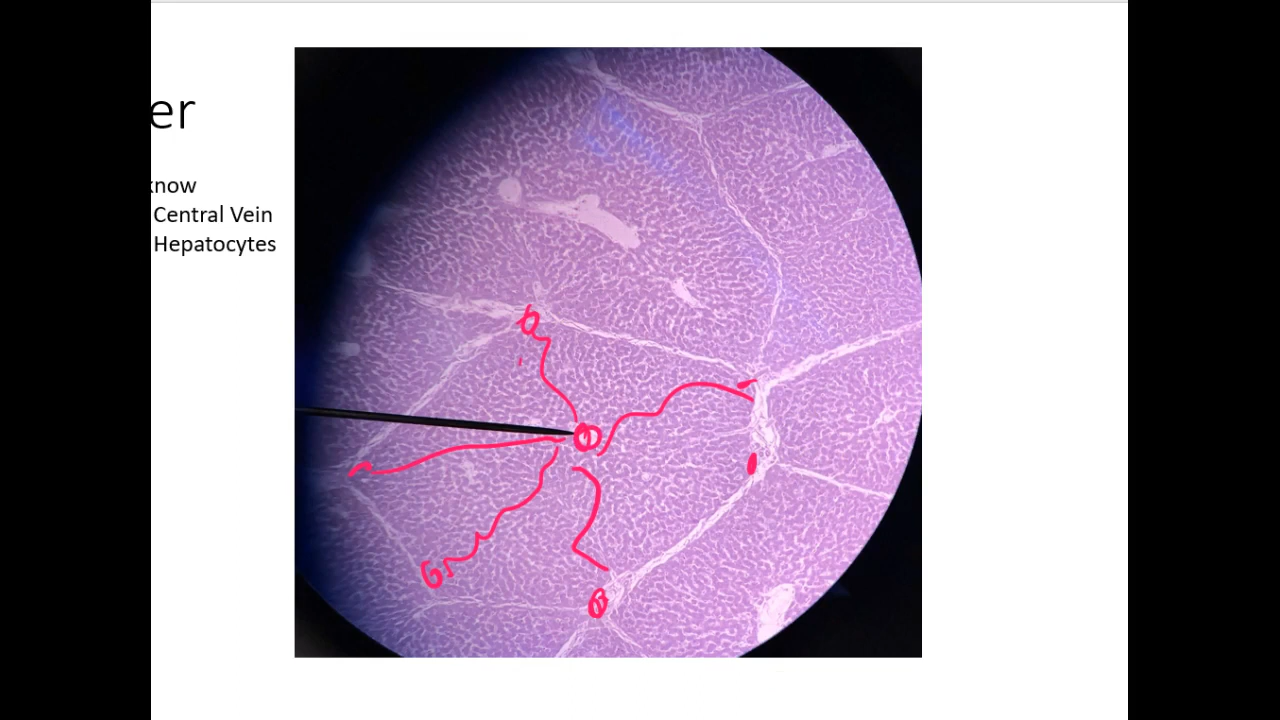 er
know
Central Vein
Hepatocytes